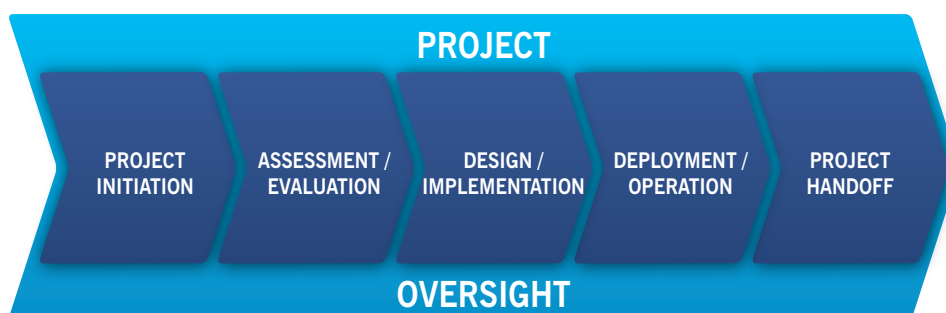 PROJECT
PROJECT
INITIATION
ASSESSMENT /
EVALUATION
DESIGN /
IMPLEMENTATION
DEPLOYMENT /
OPERATION
PROJECT
HANDOFF
OVERSIGHT